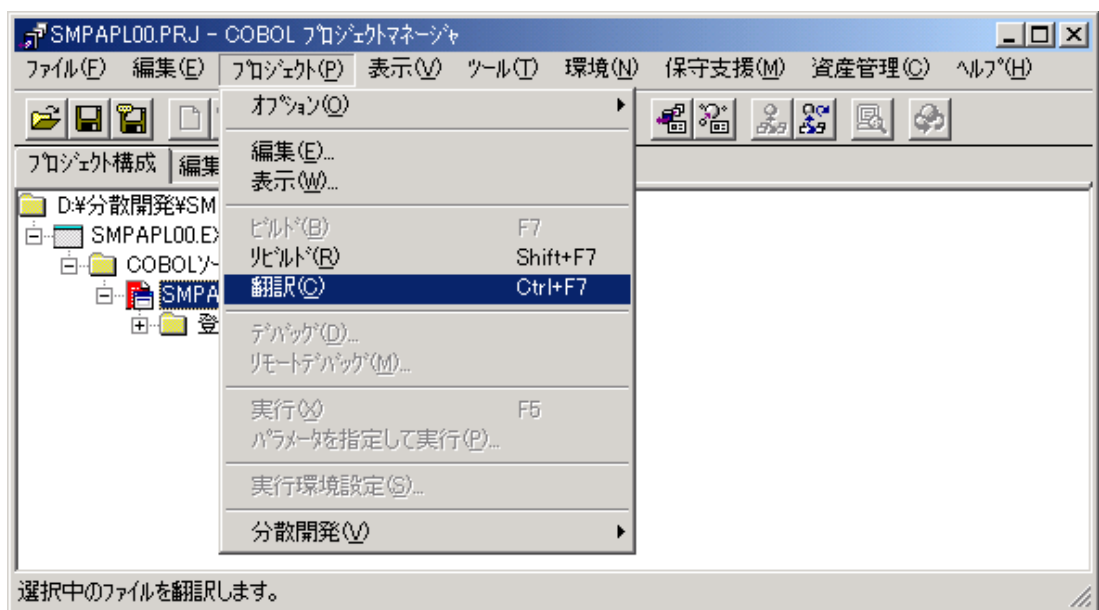 SMPAPL00.PRJ - COBOL ﾌﾟﾛｼﾞｪｸﾄﾏﾈｰｼﾞｬ
ﾌｧｲﾙ(F) 編集(E) ﾌﾟﾛｼﾞｪｸﾄ(P) 表示(V) ﾂｰﾙ(T) 環境(N) 保守支援(M) 資産管理(C) ﾍﾙﾌﾟ(H)
ﾌﾟﾛｼﾞｪｸﾄ構成 編集
D:¥分散開発¥SM
SMPAPL00.EX
COBOLｿｰ
SMPA
登
ｵﾌﾟｼｮﾝ(O)
編集(E)...
表示(W)...
ﾋﾞﾙﾄﾞ(B) F7
ﾘﾋﾞﾙﾄﾞ(R) Shift+F7
翻訳(C) Ctrl+F7
ﾃﾞﾊﾞｯｸﾞ(D)...
ﾘﾓｰﾄﾃﾞﾊﾞｯｸﾞ(M)...
実行(X) F5
ﾊﾟﾗﾒｰﾀを指定して実行(P)...
実行環境設定(S)...
分散開発(V)
選択中のﾌｧｲﾙを翻訳します。